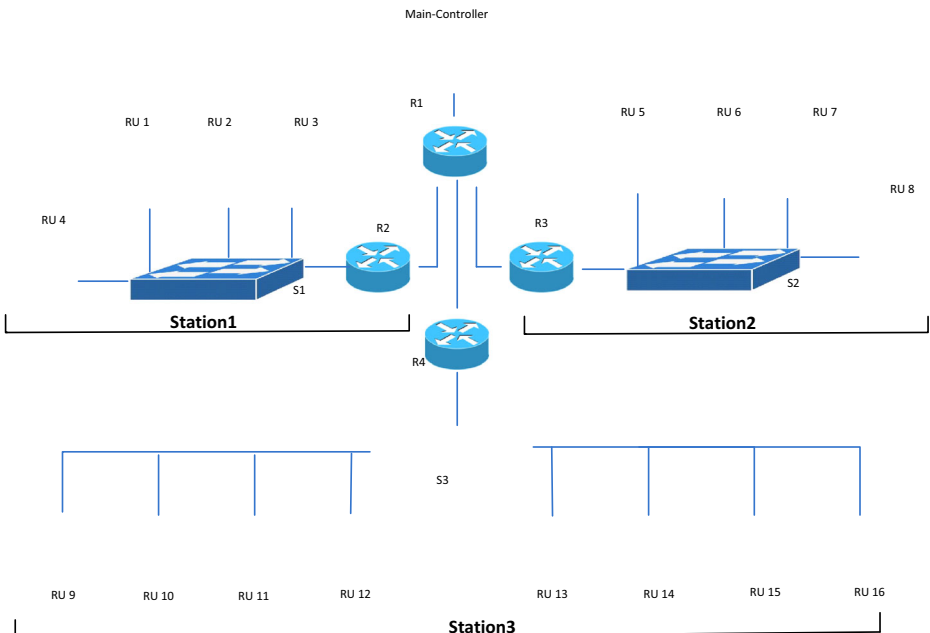 Main-Controller
R1
RU 1 RU 2 RU 3
RU 5 RU 6 RU 7
RU 4
RU 8
R2
R3
S1
S2
Station1
Station2
R4
S3
RU 9 RU 10 RU 11 RU 12 RU 13 RU 14 RU 15 RU 16
Station3